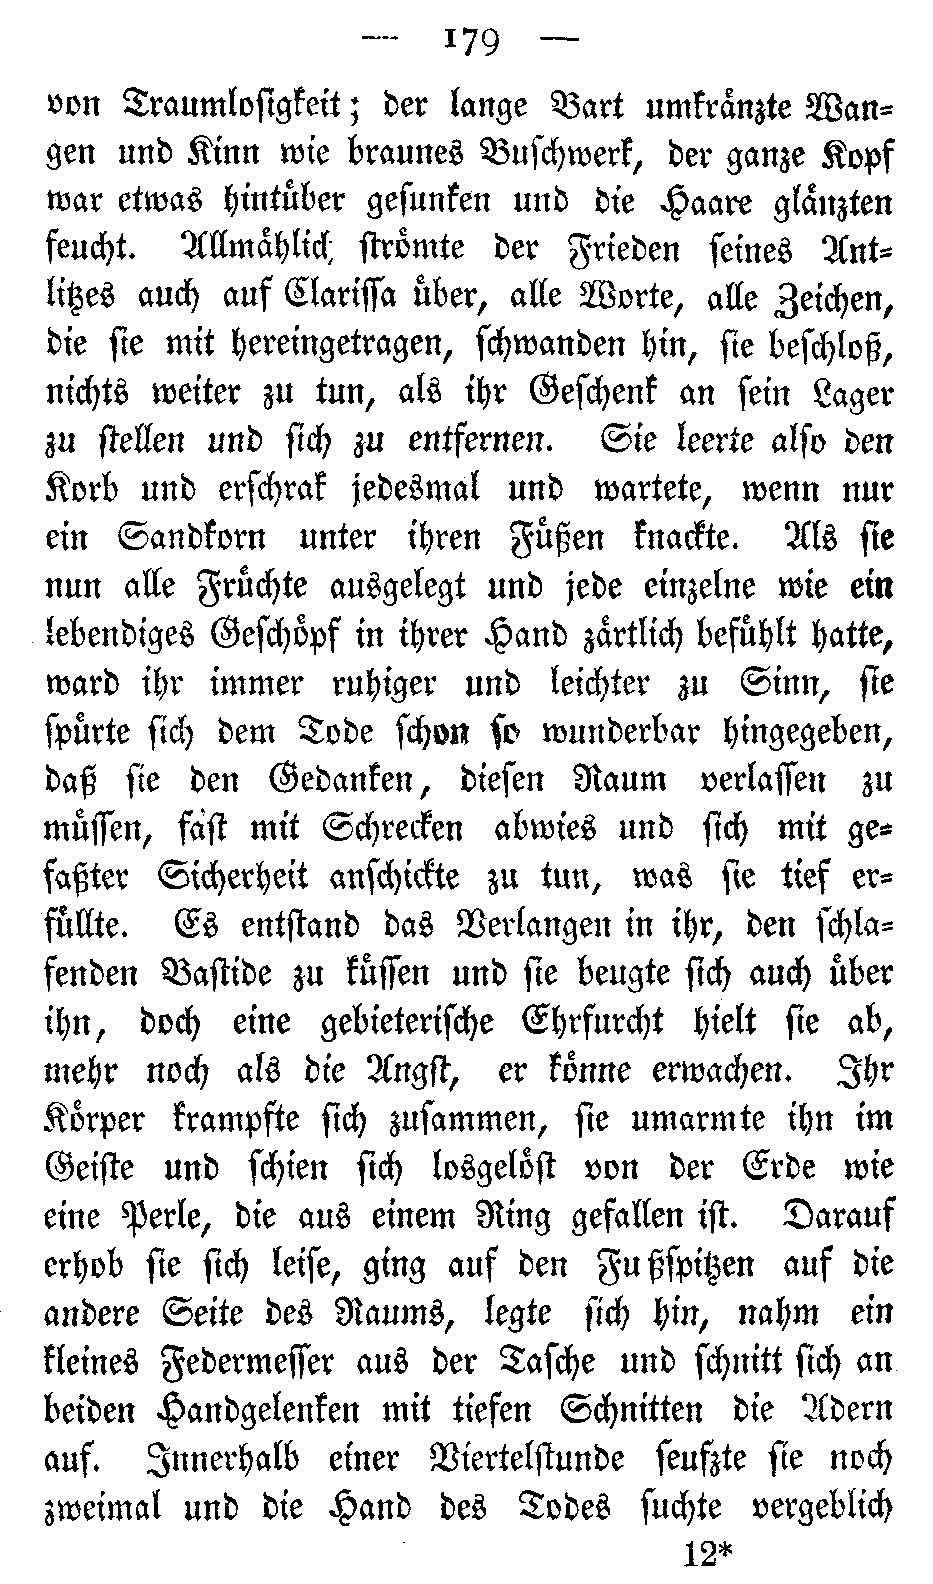 — 179 —
von Traumlosigkeit; der lange Bart umkränzte Wan-
gen und Kinn wie braunes Buschwerk, der ganze Kopf
war etwas hintüber gesunken und die Haare glänzten
feucht. Allmählich strömte der Frieden seines Ant-
litzes auch auf Clarissa über, alle Worte, alle Zeichen,
die sie mit hereingetragen, schwanden hin, sie beschloß,
nichts weiter zu tun, als ihr Geschenk an sein Lager
zu stellen und sich zu entfernen. Sie leerte also den
Korb und erschrak jedesmal und wartete, wenn nur
ein Sandkorn unter ihren Füßen knackte. Als sie
nun alle Früchte ausgelegt und jede einzelne wie ein
lebendiges Geschöpf in ihrer Hand zärtlich befühlt hatte,
ward ihr immer ruhiger und leichter zu Sinn, sie
spürte sich dem Tode schon so wunderbar hingegeben,
daß sie den Gedanken, diesen Raum verlassen zu
müssen, fast mit Schrecken abwies und sich mit ge-
faßter Sicherheit anschickte zu tun, was sie tief er-
füllte. Es entstand das Verlangen in ihr, den schla-
fenden Bastide zu küssen und sie beugte sich auch über
ihn, doch eine gebieterische Ehrfurcht hielt sie ab,
mehr noch als die Angst, er könne erwachen. Ihr
Körper krampfte sich zusammen, sie umarmte ihn im
Geiste und schien sich losgelöst von der Erde wie
eine Perle, die aus einem Ring gefallen ist. Darauf
erhob sie sich leise, ging auf den Fußspitzen auf die
andere Seite des Raums, legte sich hin, nahm ein
kleines Federmesser aus der Tasche und schnitt sich an
beiden Handgelenken mit tiefen Schnitten die Adern
auf. Innerhalb einer Viertelstunde seufzte sie noch
zweimal und die Hand des Todes suchte vergeblich
12*